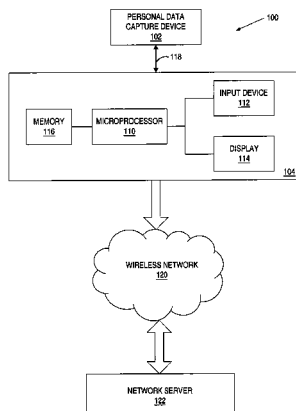 PERSONAL DATA
CAPTURE DEVICE
102
100
118
MEMORY
116
MICROPROCESSOR
110
INPUT DEVICE
112
DISPLAY
114
104
WIRELESS NETWORK
120
NETWORK SERVER
122